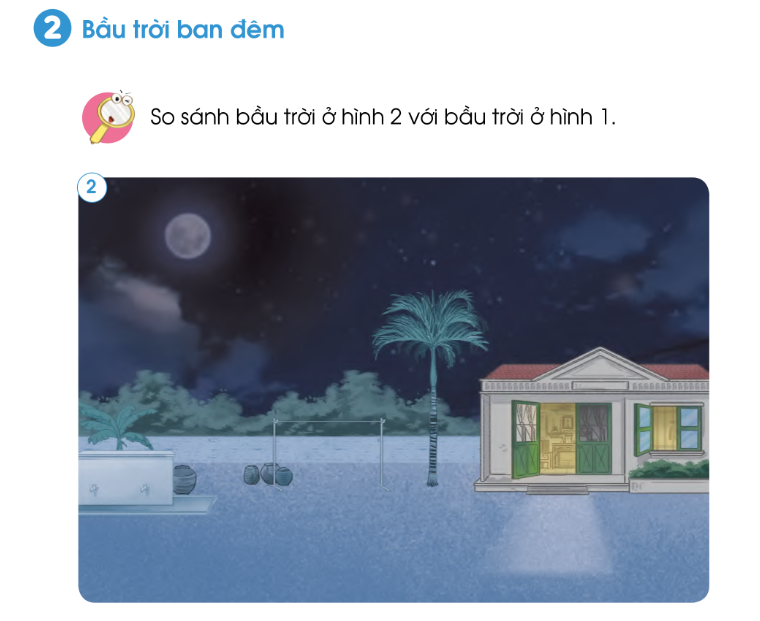 2 Bầu trời ban đêm
So sánh bầu trời ở hình 2 với bầu trời ở hình 1.
2